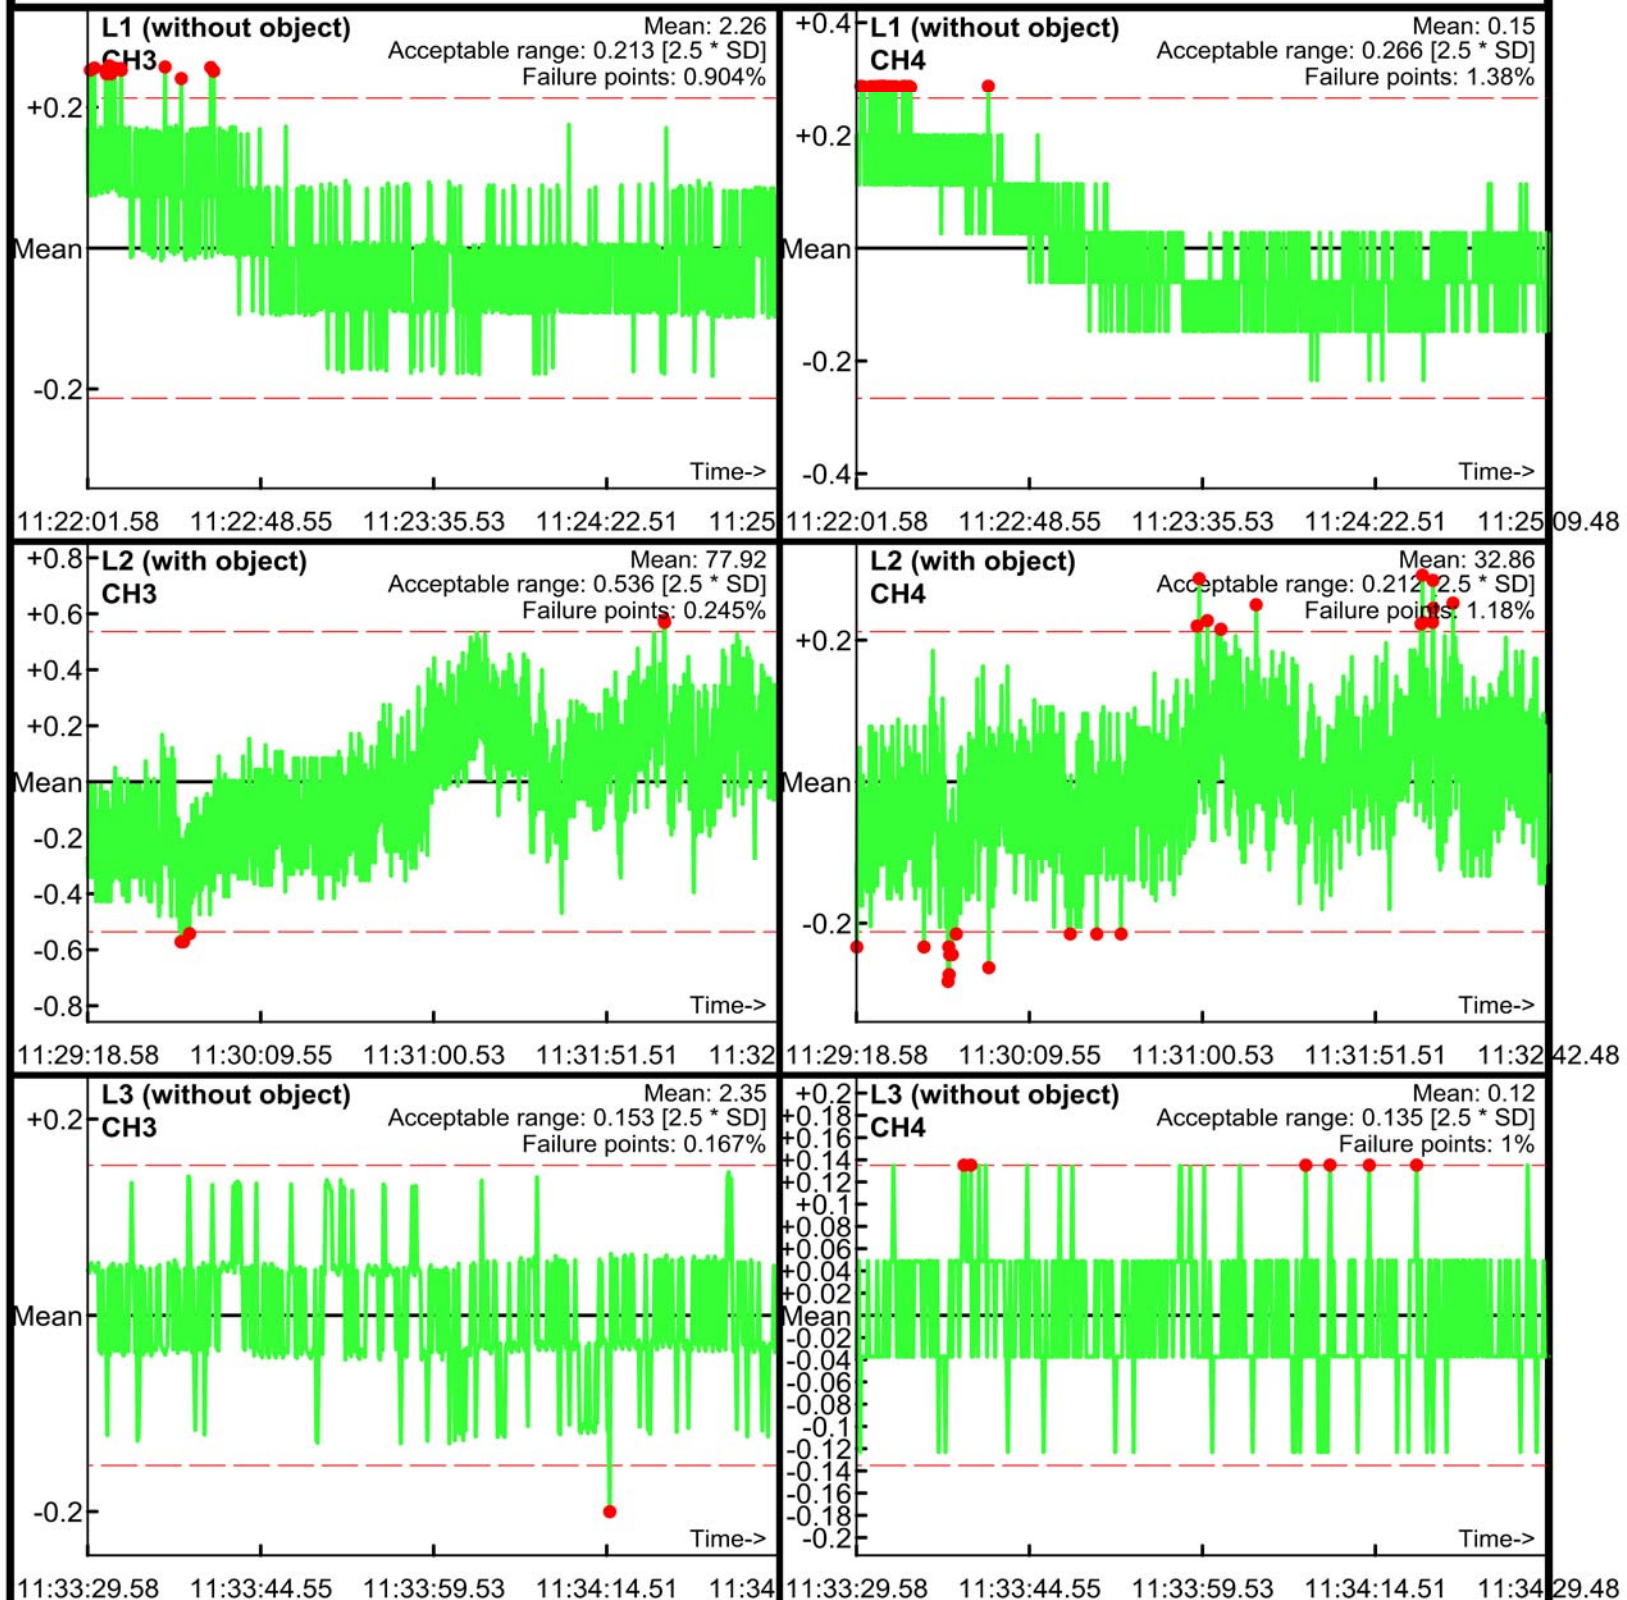 L1 (without object)
CH3
Mean: 2.26
Acceptable range: 0.213 [2.5 * SD]
Failure points: 0.904%
+0.2
Mean
-0.2
Time->
11:22:01.58 11:22:48.55 11:23:35.53 11:24:22.51 11:25
L1 (without object)
CH4
Mean: 0.15
Acceptable range: 0.266 [2.5 * SD]
Failure points: 1.38%
+0.4
+0.2
Mean
-0.2
-0.4
Time->
11:22:01.58 11:22:48.55 11:23:35.53 11:24:22.51 11:25:09.48
L2 (with object)
CH3
Mean: 77.92
Acceptable range: 0.536 [2.5 * SD]
Failure points: 0.245%
+0.8
+0.6
+0.4
+0.2
Mean
-0.2
-0.4
-0.6
-0.8
Time->
11:29:18.58 11:30:09.55 11:31:00.53 11:31:51.51 11:32
L2 (with object)
CH4
Mean: 32.86
Acceptable range: 0.212 [2.5 * SD]
Failure points: 1.18%
+0.2
Mean
-0.2
Time->
11:29:18.58 11:30:09.55 11:31:00.53 11:31:51.51 11:32:42.48
L3 (without object)
CH3
Mean: 2.35
Acceptable range: 0.153 [2.5 * SD]
Failure points: 0.167%
+0.2
Mean
-0.2
Time->
11:33:29.58 11:33:44.55 11:33:59.53 11:34:14.51 11:34
L3 (without object)
CH4
Mean: 0.12
Acceptable range: 0.135 [2.5 * SD]
Failure points: 1%
+0.2
+0.18
+0.16
+0.14
+0.12
+0.1
+0.08
+0.06
+0.04
+0.02
Mean
-0.02
-0.04
-0.06
-0.08
-0.1
-0.12
-0.14
-0.16
-0.18
-0.2
Time->
11:33:29.58 11:33:44.55 11:33:59.53 11:34:14.51 11:34:29.48